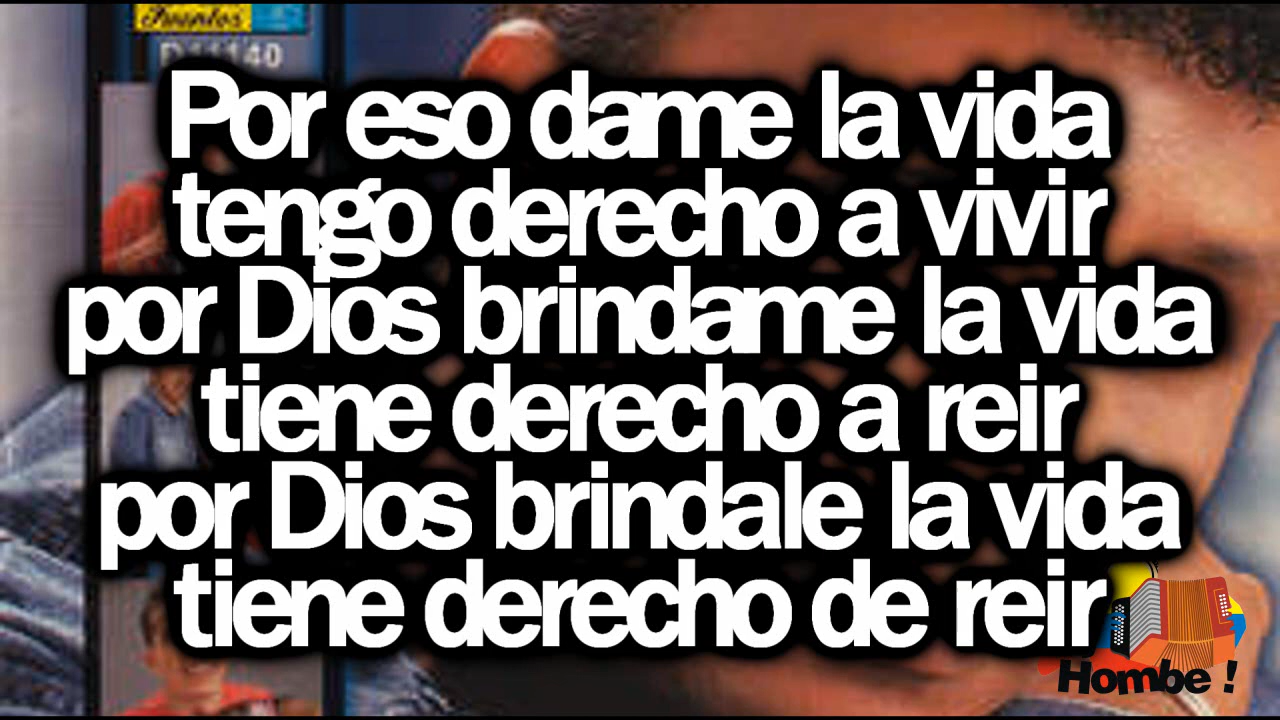 Fuentes
Por eso dame la vida
tengo derecho a vivir
por Dios brindame la vida
tiene derecho a reir
por Dios brindale la vida
tiene derecho de reir
Hombe !